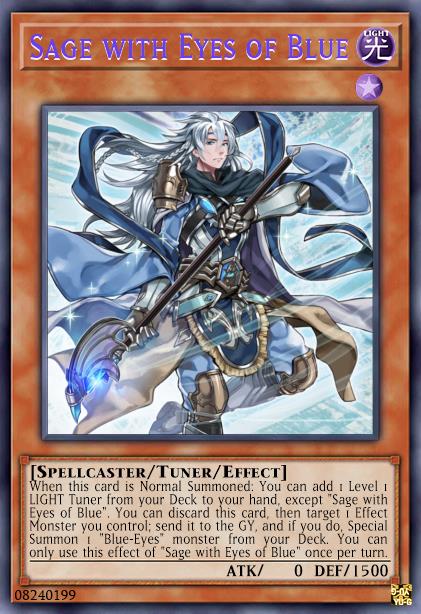 Sage with Eyes of Blue
LIGHT
光
[Spellcaster/Tuner/Effect]
When this card is Normal Summoned: You can add 1 Level 1
LIGHT Tuner from your Deck to your hand, except "Sage with
Eyes of Blue". You can discard this card, then target 1 Effect
Monster you control; send it to the GY, and if you do, Special
Summon 1 "Blue-Eyes" monster from your Deck. You can
only use this effect of "Sage with Eyes of Blue" once per turn.
ATK/ 0 DEF/1500
08240199